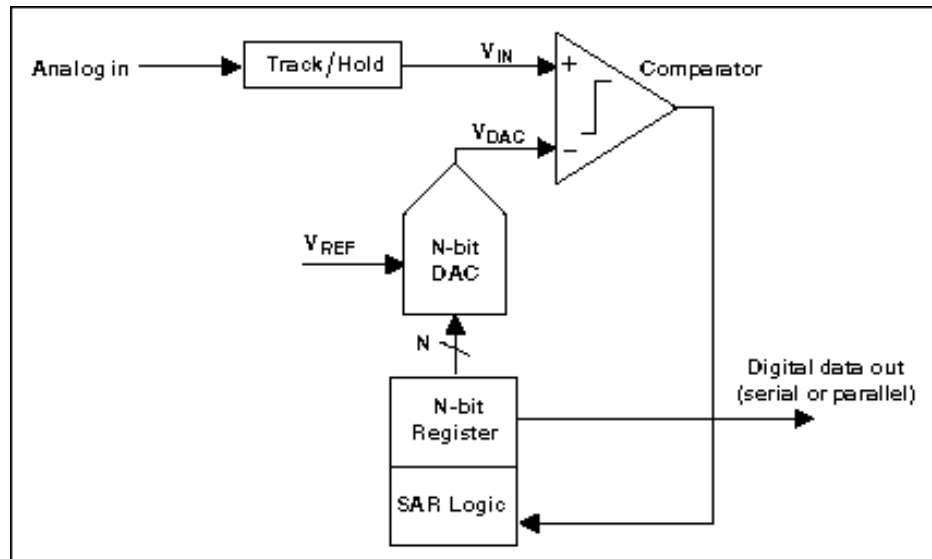 Analog in
Track/Hold
VIN
+
Comparator
VDAC
−
VREF
N-bit
DAC
N
Digital data out
(serial or parallel)
N-bit
Register
SAR Logic